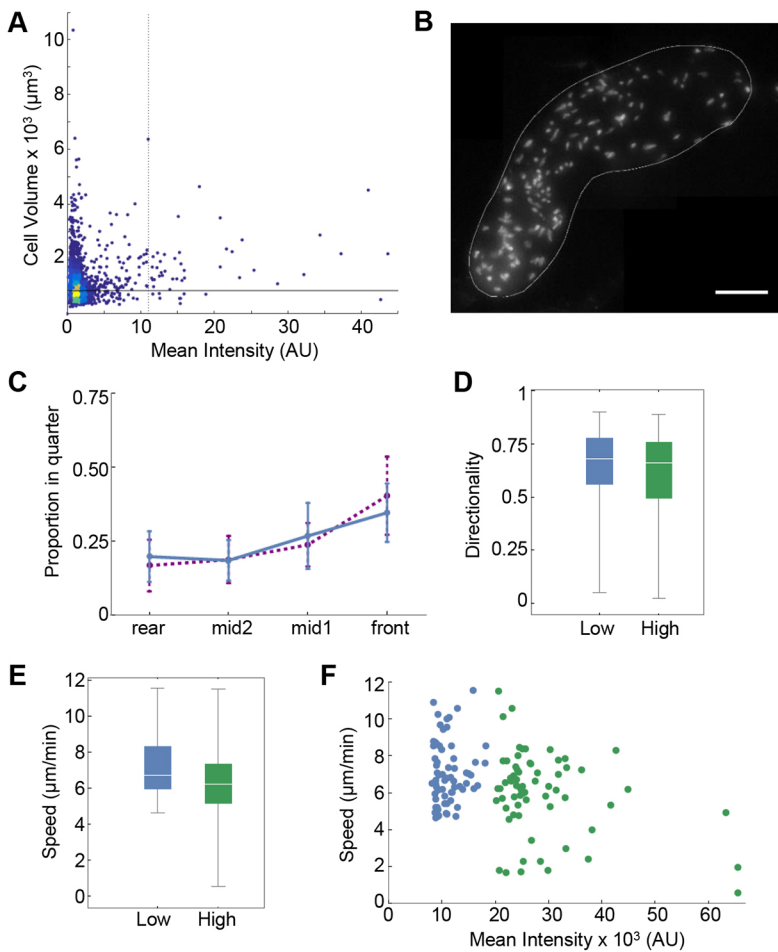 A
Cell Volume x 10³ (µm³)
10
8
6
4
2
0 10 20 30 40
Mean Intensity (AU)
B
C
Proportion in quarter
0.75
0.50
0.25
0
rear mid2 mid1 front
D
Directionality
1
0.75
0.5
0.25
0
Low High
E
Speed (µm/min)
12
10
8
6
4
2
0
Low High
F
Speed (µm/min)
12
10
8
6
4
2
0
0 10 20 30 40 50 60
Mean Intensity x 10³ (AU)